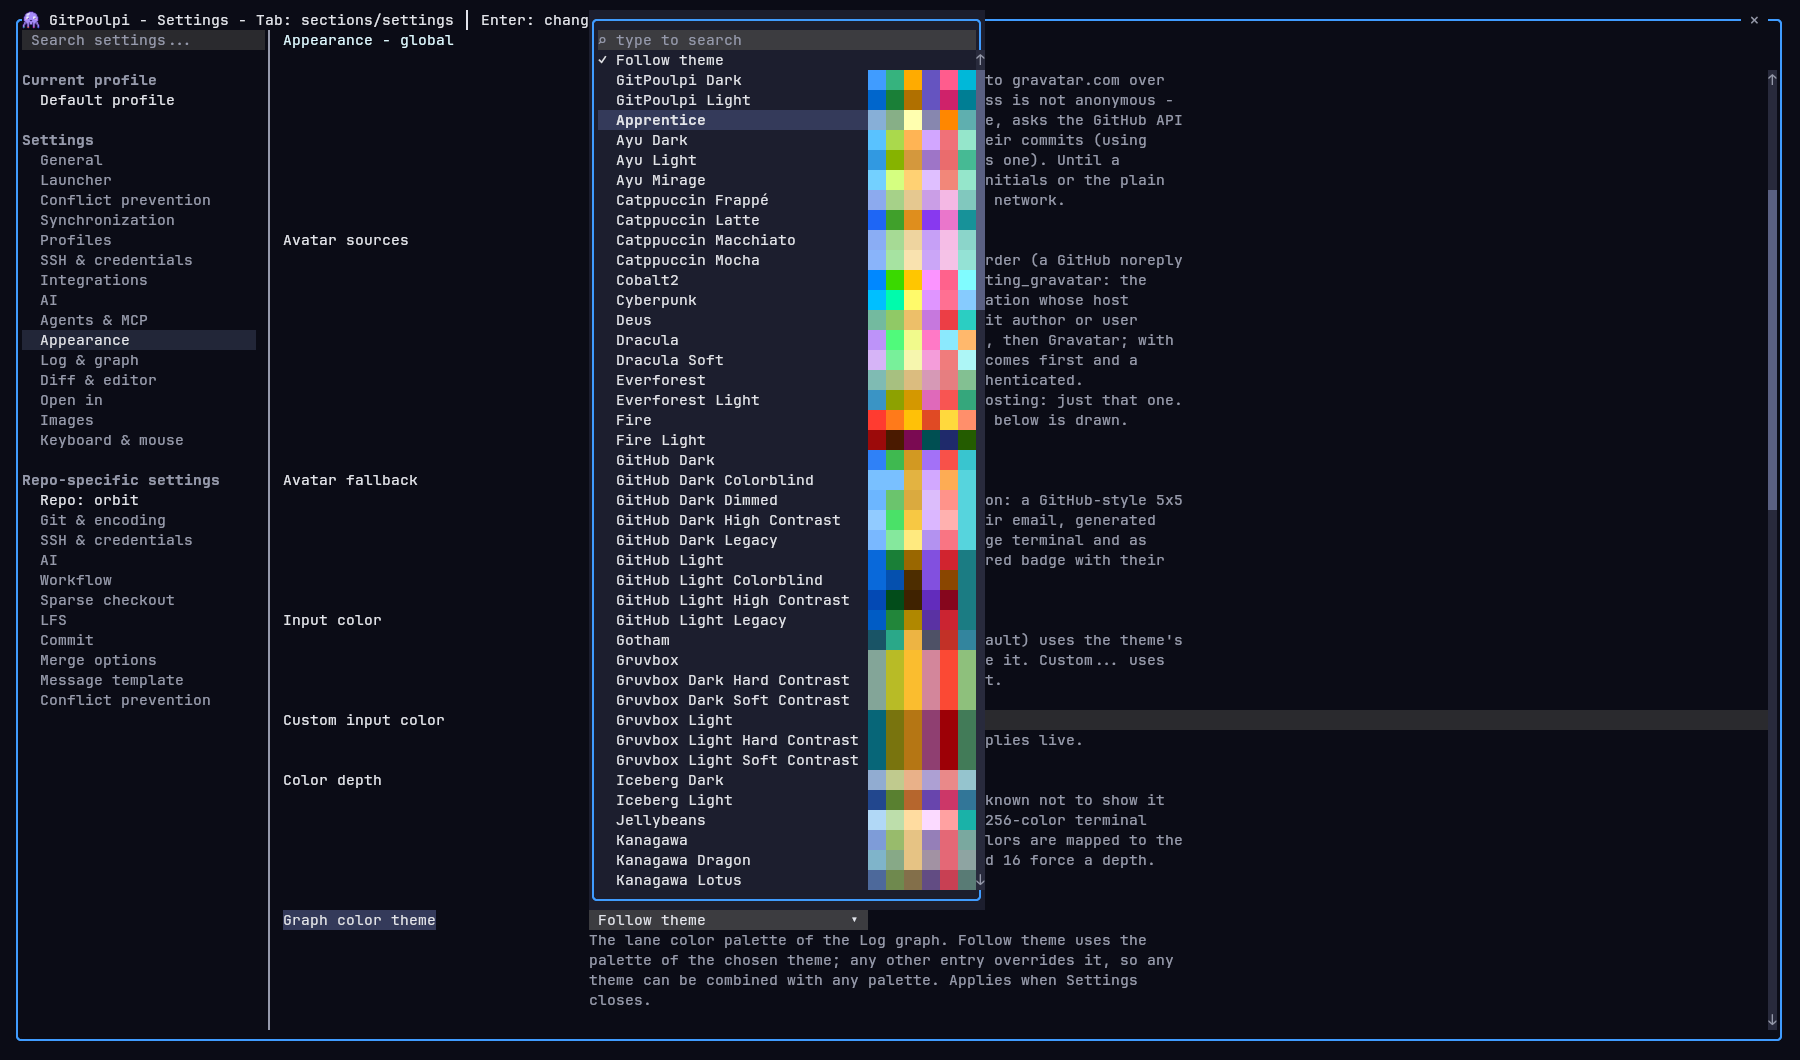 GitPoulpi - Settings - Tab: sections/settings │ Enter: chang
×
Search settings...
Current profile
Default profile
Settings
General
Launcher
Conflict prevention
Synchronization
Profiles
SSH & credentials
Integrations
AI
Agents & MCP
Appearance
Log & graph
Diff & editor
Open in
Images
Keyboard & mouse
Repo-specific settings
Repo: orbit
Git & encoding
SSH & credentials
AI
Workflow
Sparse checkout
LFS
Commit
Merge options
Message template
Conflict prevention
Appearance - global
Avatar sources
Avatar fallback
Input color
Custom input color
Color depth
Graph color theme
type to search
✓ Follow theme
GitPoulpi Dark
GitPoulpi Light
Apprentice
Ayu Dark
Ayu Light
Ayu Mirage
Catppuccin Frappé
Catppuccin Latte
Catppuccin Macchiato
Catppuccin Mocha
Cobalt2
Cyberpunk
Deus
Dracula
Dracula Soft
Everforest
Everforest Light
Fire
Fire Light
GitHub Dark
GitHub Dark Colorblind
GitHub Dark Dimmed
GitHub Dark High Contrast
GitHub Dark Legacy
GitHub Light
GitHub Light Colorblind
GitHub Light High Contrast
GitHub Light Legacy
Gotham
Gruvbox
Gruvbox Dark Hard Contrast
Gruvbox Dark Soft Contrast
Gruvbox Light
Gruvbox Light Hard Contrast
Gruvbox Light Soft Contrast
Iceberg Dark
Iceberg Light
Jellybeans
Kanagawa
Kanagawa Dragon
Kanagawa Lotus
to gravatar.com over
ss is not anonymous -
e, asks the GitHub API
eir commits (using
s one). Until a
nitials or the plain
network.
rder (a GitHub noreply
ting_gravatar: the
ation whose host
it author or user
, then Gravatar; with
comes first and a
henticated.
osting: just that one.
below is drawn.
on: a GitHub-style 5x5
ir email, generated
ge terminal and as
red badge with their
ault) uses the theme's
e it. Custom... uses
t.
plies live.
known not to show it
256-color terminal
lors are mapped to the
d 16 force a depth.
Follow theme ▾
The lane color palette of the Log graph. Follow theme uses the
palette of the chosen theme; any other entry overrides it, so any
theme can be combined with any palette. Applies when Settings
closes.